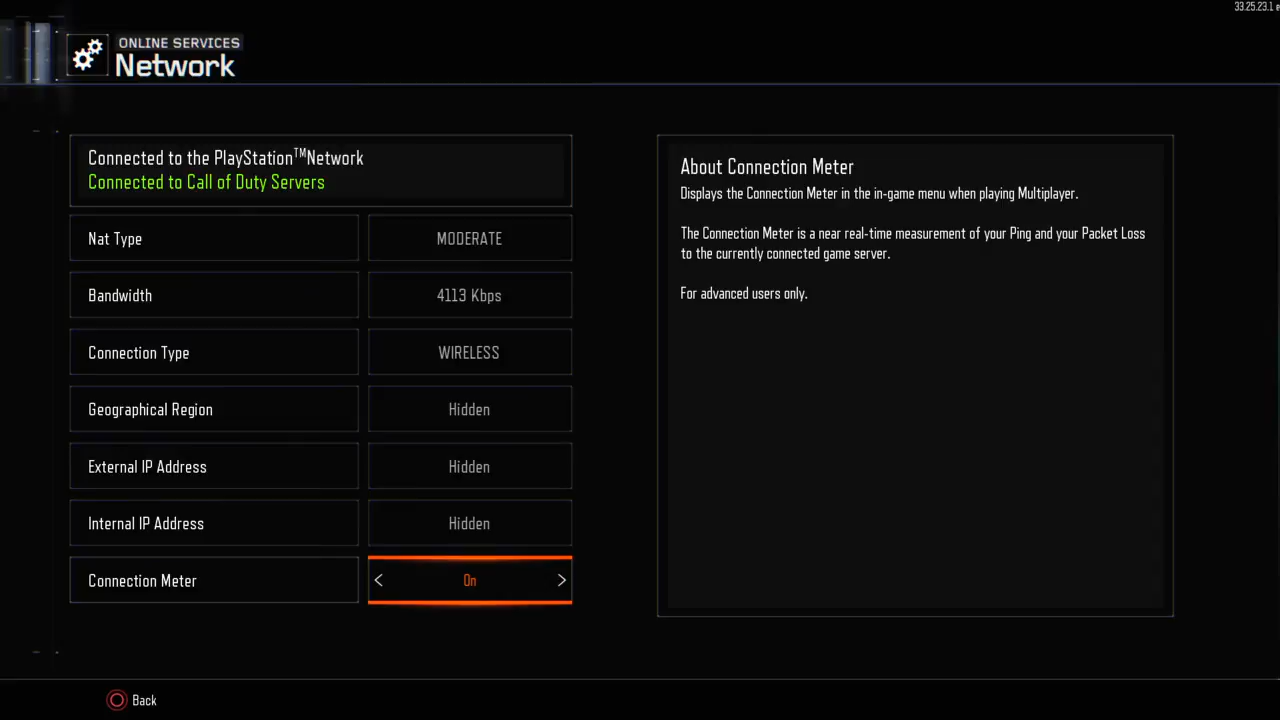 33.25.23.1
ONLINE SERVICES
Network
Connected to the PlayStation™Network
Connected to Call of Duty Servers
Nat Type
MODERATE
Bandwidth
4113 Kbps
Connection Type
WIRELESS
Geographical Region
Hidden
External IP Address
Hidden
Internal IP Address
Hidden
Connection Meter
On
About Connection Meter
Displays the Connection Meter in the in-game menu when playing Multiplayer.
The Connection Meter is a near real-time measurement of your Ping and your Packet Loss
to the currently connected game server.
For advanced users only.
Back